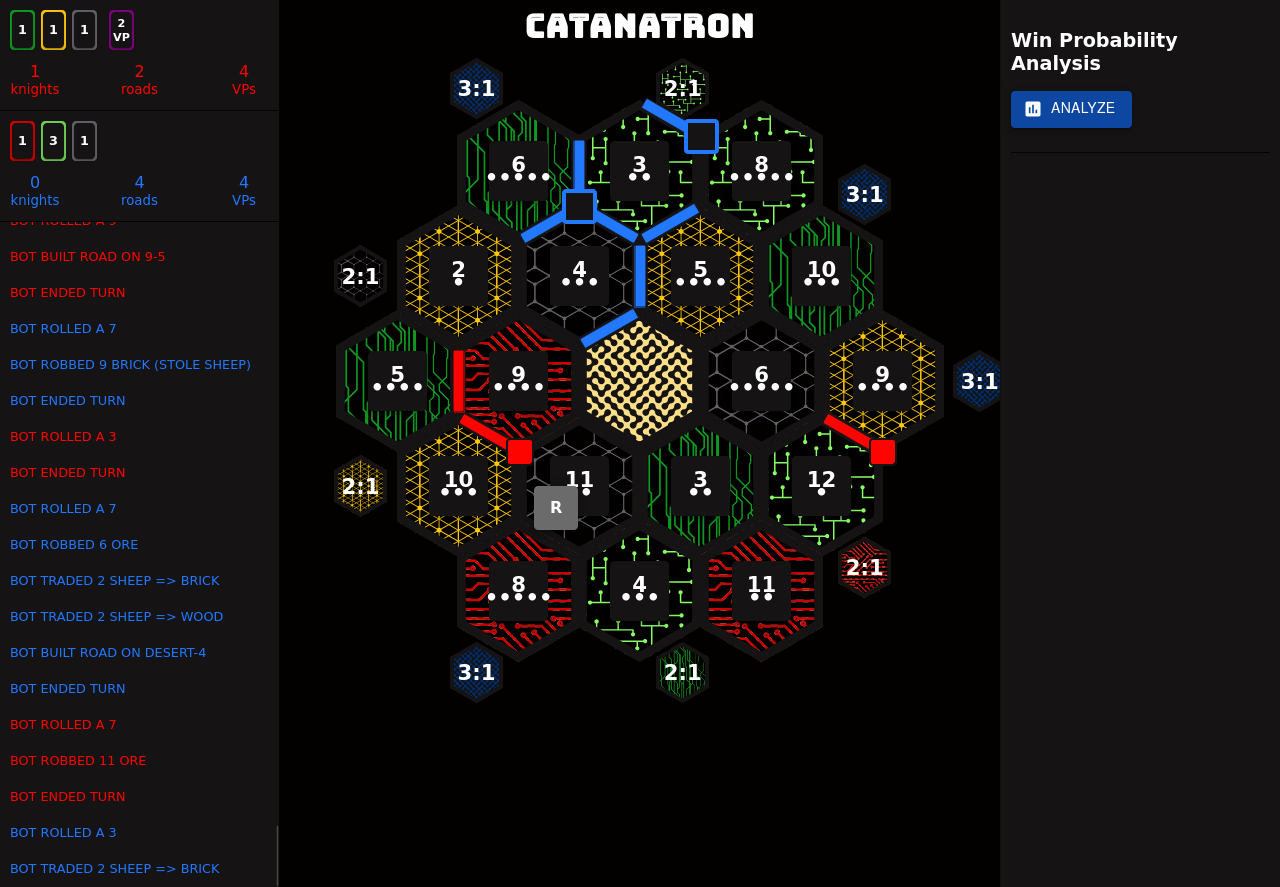 1 1 1 2 VP
1 2 4
knights roads VPs
1 3 1
0 4 4
knights roads VPs
BOT ENDED TURN
BOT BUILT ROAD ON 9-5
BOT ENDED TURN
BOT ROLLED A 7
BOT ROBBED 9 BRICK (STOLE SHEEP)
BOT ENDED TURN
BOT ROLLED A 3
BOT ENDED TURN
BOT ROLLED A 7
BOT ROBBED 6 ORE
BOT TRADED 2 SHEEP => BRICK
BOT TRADED 2 SHEEP => WOOD
BOT BUILT ROAD ON DESERT-4
BOT ENDED TURN
BOT ROLLED A 7
BOT ROBBED 11 ORE
BOT ENDED TURN
BOT ROLLED A 3
BOT TRADED 2 SHEEP => BRICK
CATANATRON
3:1 2:1
6 3 8
3:1
2:1 2 4 5 10
5 9 6 9 3:1
2:1 10 11 3 12
R
8 4 11 2:1
3:1 2:1
Win Probability
Analysis
ANALYZE